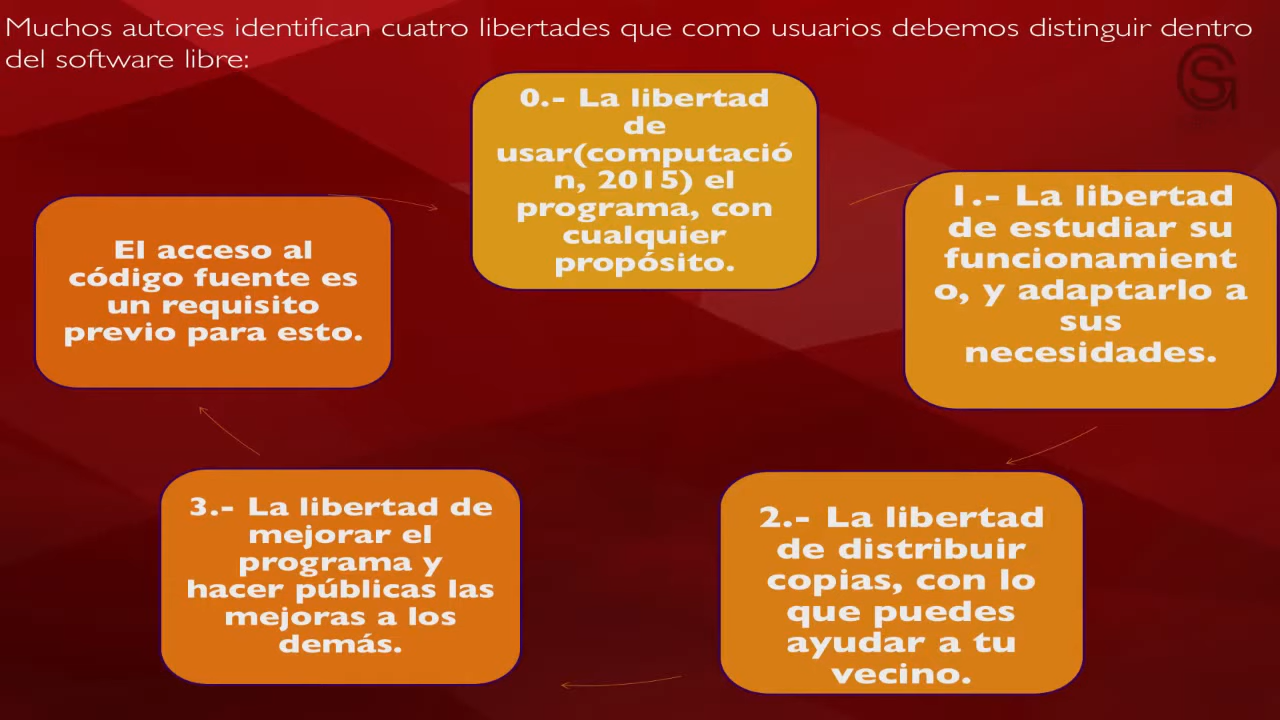 Muchos autores identifican cuatro libertades que como usuarios debemos distinguir dentro
del software libre:
0.- La libertad
de
usar(computació
n, 2015) el
programa, con
cualquier
propósito.
1.- La libertad
de estudiar su
funcionamient
o, y adaptarlo a
sus
necesidades.
2.- La libertad
de distribuir
copias, con lo
que puedes
ayudar a tu
vecino.
3.- La libertad de
mejorar el
programa y
hacer públicas las
mejoras a los
demás.
El acceso al
código fuente es
un requisito
previo para esto.